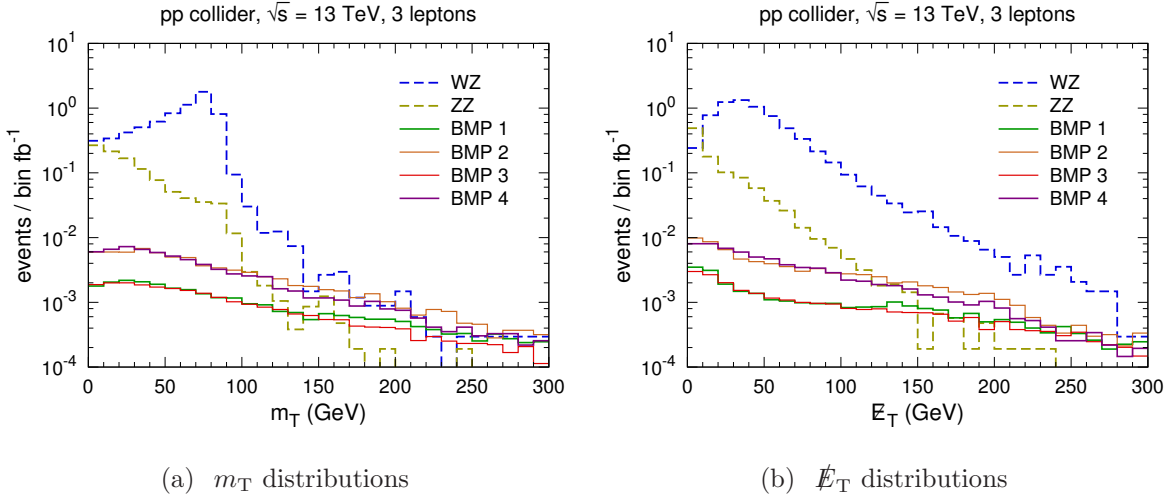 pp collider, √s = 13 TeV, 3 leptons
10¹
10⁰
10⁻¹
10⁻²
10⁻³
10⁻⁴
events / bin fb⁻¹
WZ
ZZ
BMP 1
BMP 2
BMP 3
BMP 4
0 50 100 150 200 250 300
m_T (GeV)
(a) m_T distributions
pp collider, √s = 13 TeV, 3 leptons
10¹
10⁰
10⁻¹
10⁻²
10⁻³
10⁻⁴
events / bin fb⁻¹
WZ
ZZ
BMP 1
BMP 2
BMP 3
BMP 4
0 50 100 150 200 250 300
E̸_T (GeV)
(b) E̸_T distributions